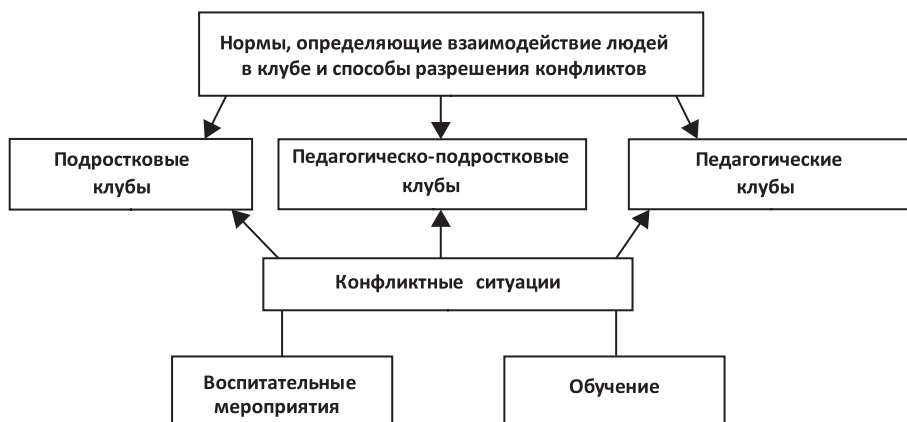 Нормы, определяющие взаимодействие людей
в клубе и способы разрешения конфликтов
Подростковые
клубы
Педагогическо-подростковые
клубы
Педагогические
клубы
Конфликтные ситуации
Воспитательные
мероприятия
Обучение